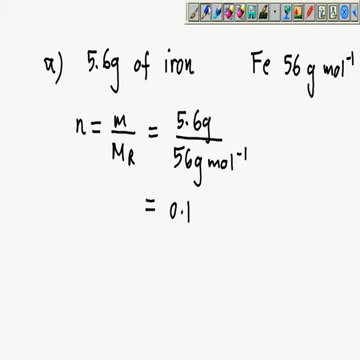 a) 5.6g of iron Fe 56 g mol⁻¹
n = m/M_R = 5.6g/56g mol⁻¹
= 0.1